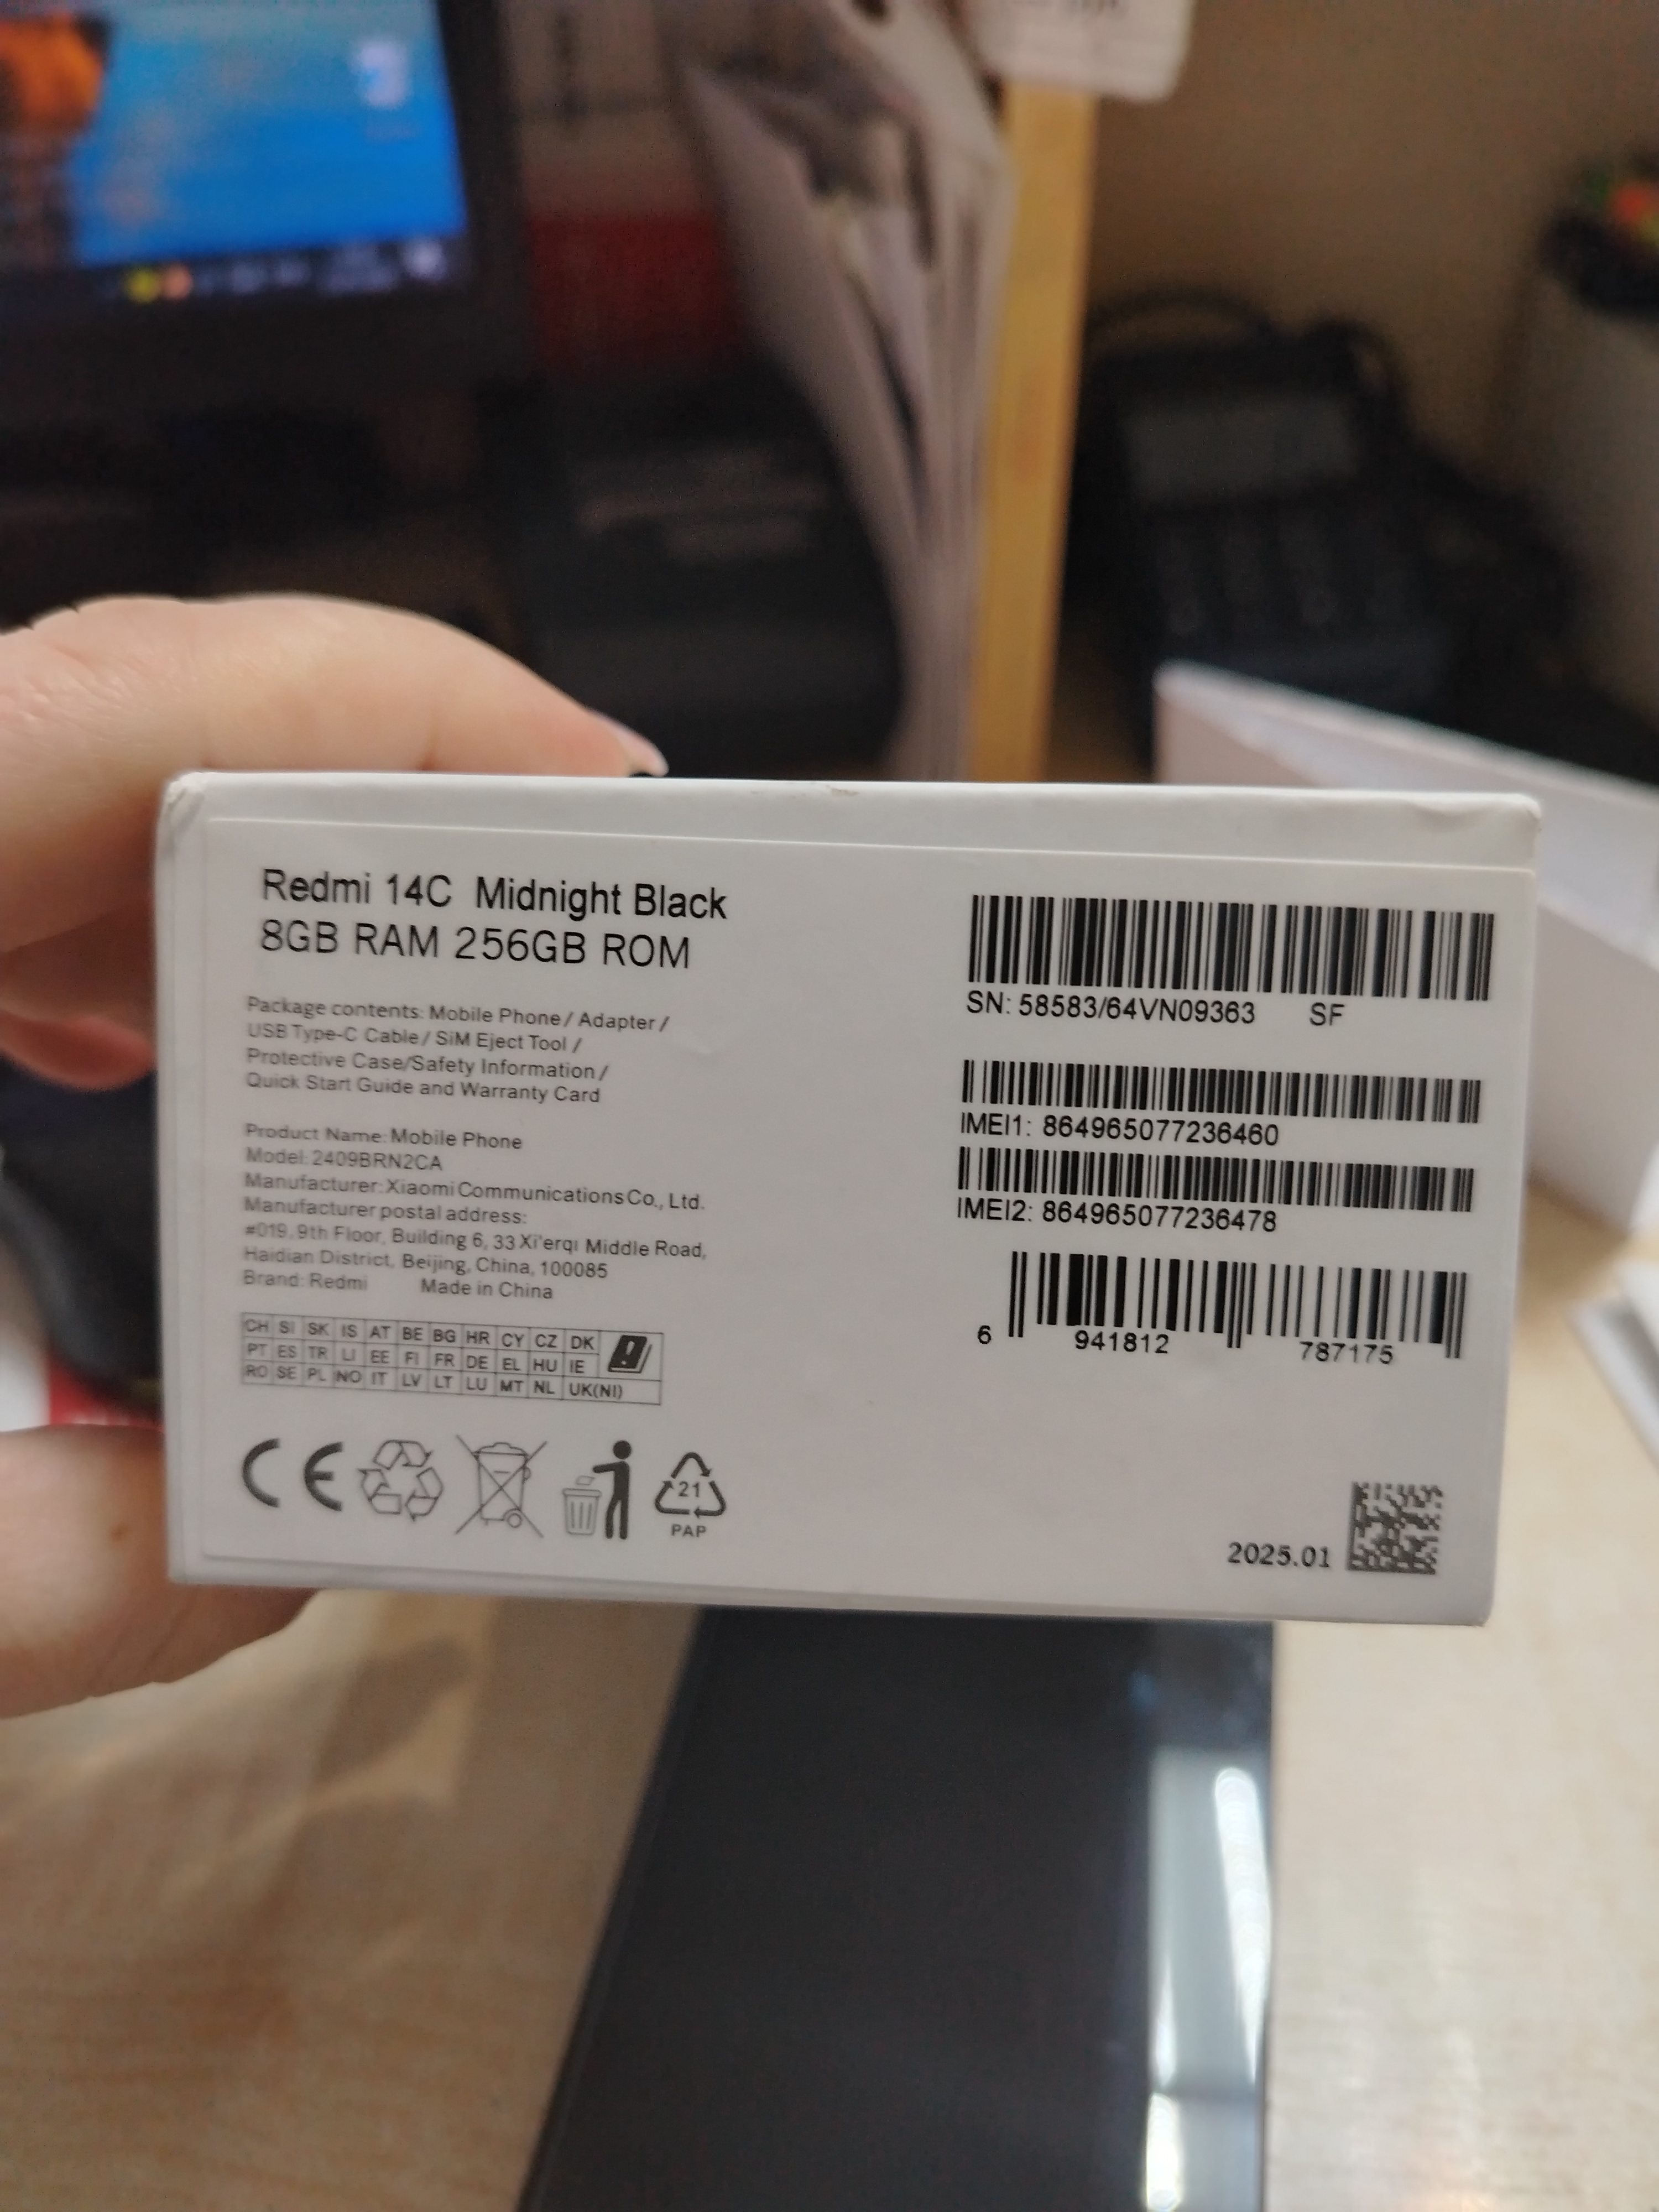 Redmi 14C Midnight Black
8GB RAM 256GB ROM
Package contents: Mobile Phone / Adapter /
USB Type-C Cable / SIM Eject Tool /
Protective Case/Safety Information /
Quick Start Guide and Warranty Card
Product Name: Mobile Phone
Model: 2409BRN2CA
Manufacturer: Xiaomi Communications Co., Ltd.
Manufacturer postal address:
#019, 9th Floor, Building 6, 33 Xi'erqi Middle Road,
Haidian District, Beijing, China, 100085
Brand: Redmi Made in China
CH SI SK IS AT BE BG HR CY CZ DK
PT ES TR LI EE FI FR DE EL HU IE
RO SE PL NO IT LV LT LU MT NL UK(NI)
CE
21
PAP
SN: 58583/64VN09363 SF
IMEI1: 864965077236460
IMEI2: 864965077236478
6 941812 787175
2025.01